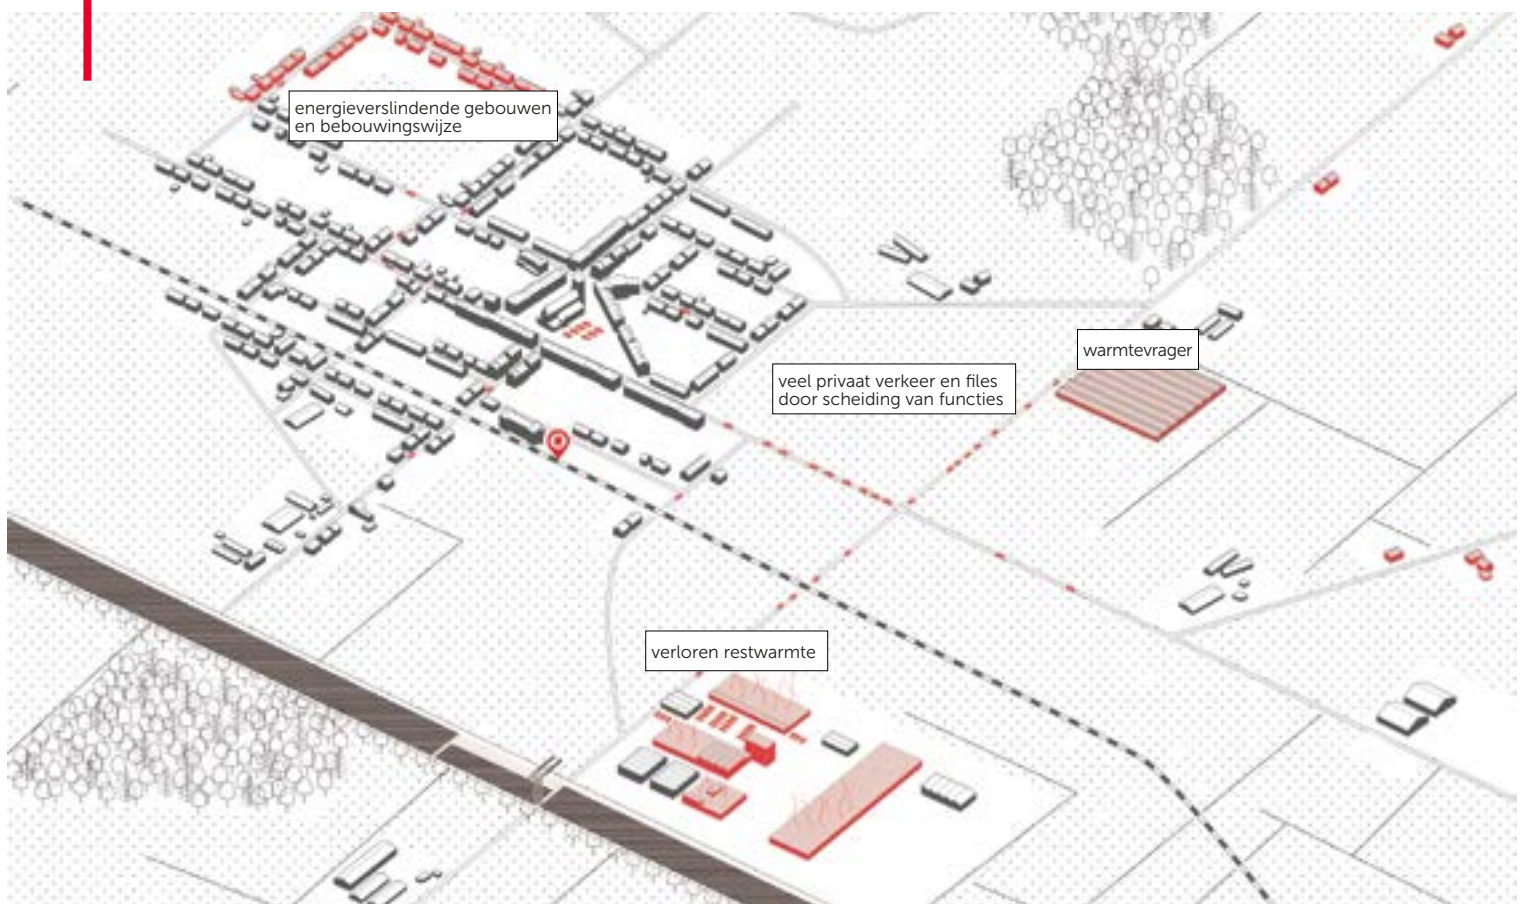 energieverslindende gebouwen
en bebouwingswijze
warmtevrager
veel privaat verkeer en files
door scheiding van functies
verloren restwarmte